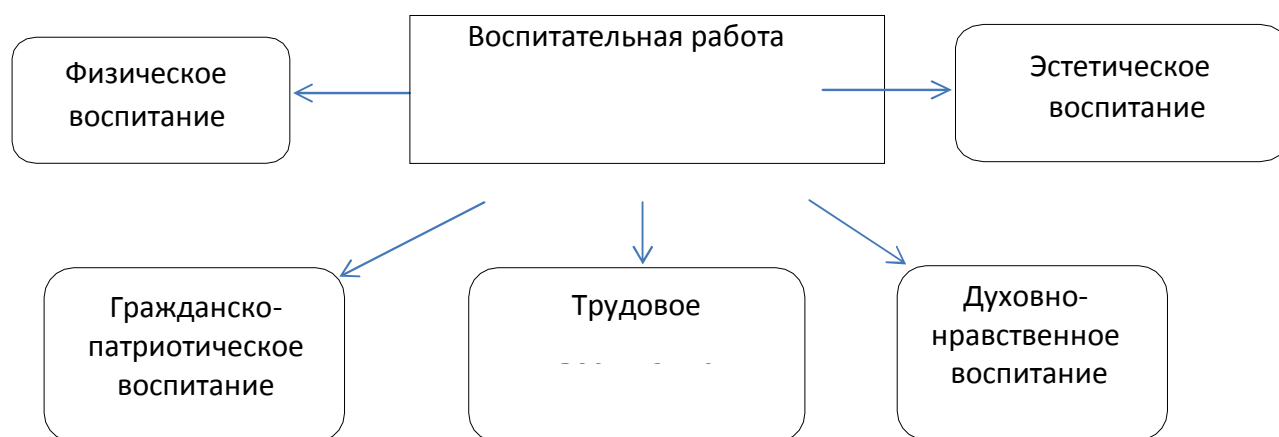 Воспитательная работа
Физическое
воспитание
Эстетическое
воспитание
Гражданско-
патриотическое
воспитание
Трудовое
Духовно-
нравственное
воспитание